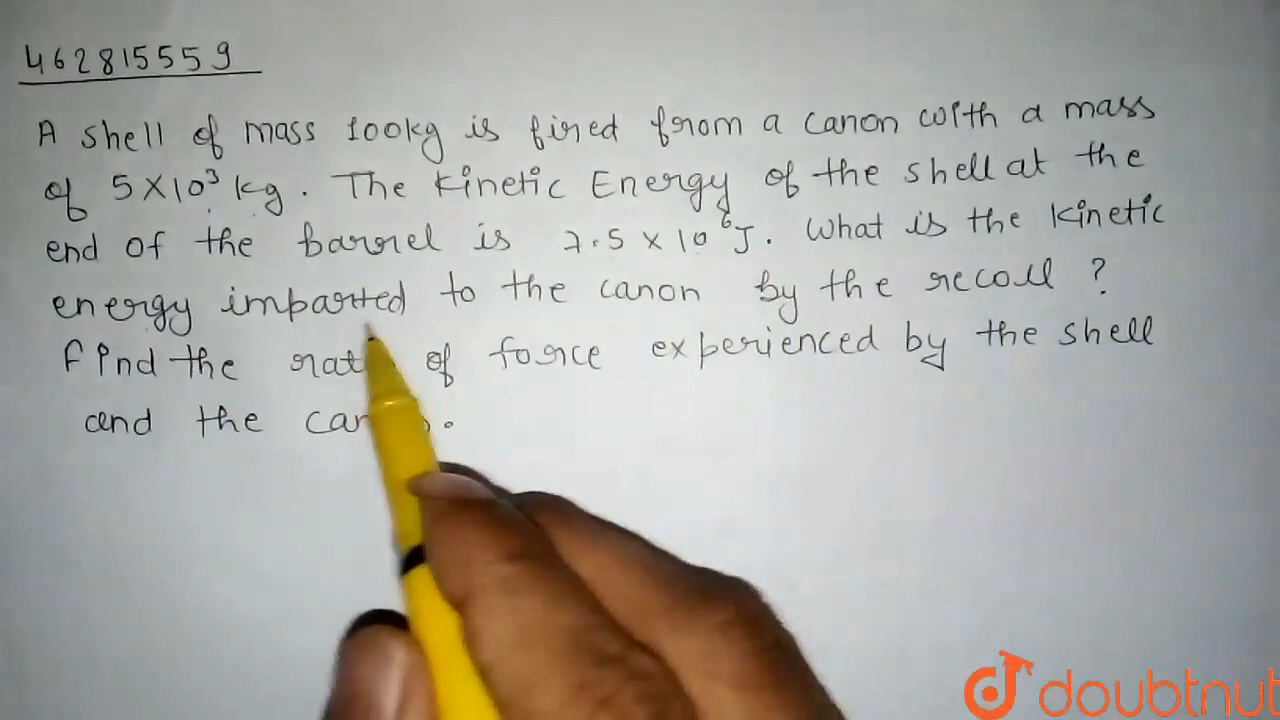 462815559
A shell of mass 100kg is fired from a canon with a mass
of 5×10³ kg. The Kinetic Energy of the shell at the
end of the barrel is 7.5 × 10⁶J. What is the Kinetic
energy imparted to the canon by the recoil ?
Find the of force experienced by the shell
and the
doubtnut